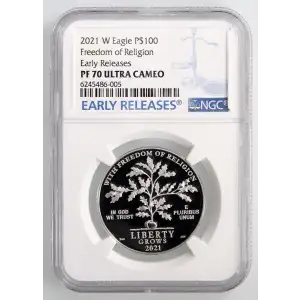 2021 W Eagle P$100
Freedom of Religion
Early Releases
PF 70 ULTRA CAMEO
6245486-005
EARLY RELEASES®
NGC
WITH FREEDOM OF RELIGION
IN GOD
WE TRUST
E
PLURIBUS
UNUM
LIBERTY
GROWS
2021